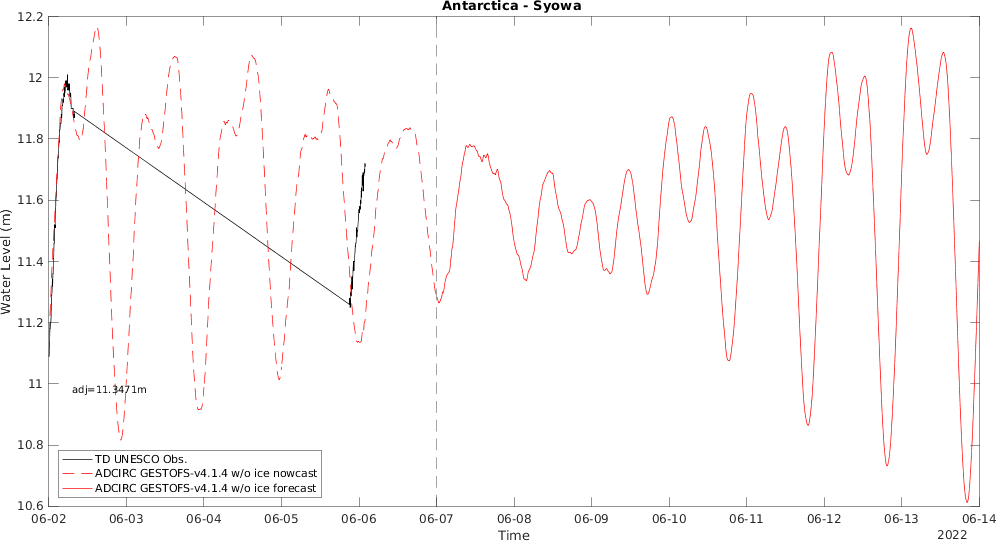 Antarctica - Syowa
12.2
12
11.8
11.6
11.4
11.2
11
10.8
10.6
Water Level (m)
adj=11.3471m
TD UNESCO Obs.
ADCIRC GESTOFS-v4.1.4 w/o ice nowcast
ADCIRC GESTOFS-v4.1.4 w/o ice forecast
06-02 06-03 06-04 06-05 06-06 06-07 06-08 06-09 06-10 06-11 06-12 06-13 06-14
Time
2022